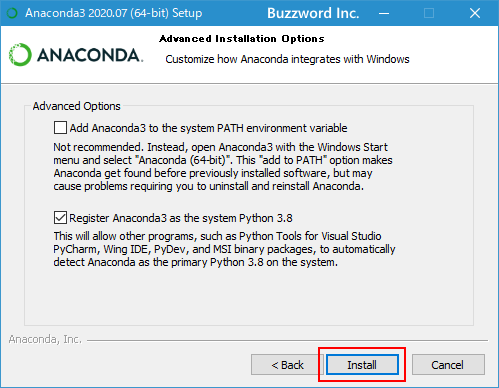 Anaconda3 2020.07 (64-bit) Setup
Buzzword Inc.
Advanced Installation Options
Customize how Anaconda integrates with Windows
ANACONDA.
Advanced Options
Add Anaconda3 to the system PATH environment variable
Not recommended. Instead, open Anaconda3 with the Windows Start
menu and select "Anaconda (64-bit)". This "add to PATH" option makes
Anaconda get found before previously installed software, but may
cause problems requiring you to uninstall and reinstall Anaconda.
Register Anaconda3 as the system Python 3.8
This will allow other programs, such as Python Tools for Visual Studio
PyCharm, Wing IDE, PyDev, and MSI binary packages, to automatically
detect Anaconda as the primary Python 3.8 on the system.
Anaconda, Inc.
< Back
Install
Cancel